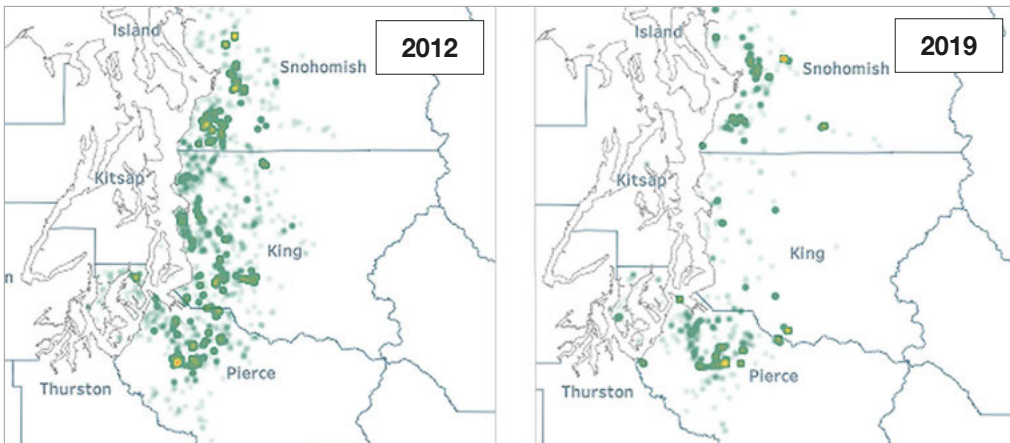 2012
Island
Snohomish
Kitsap
King
n
Pierce
Thurston
2019
Island
Snohomish
Kitsap
King
Pierce
Thurston